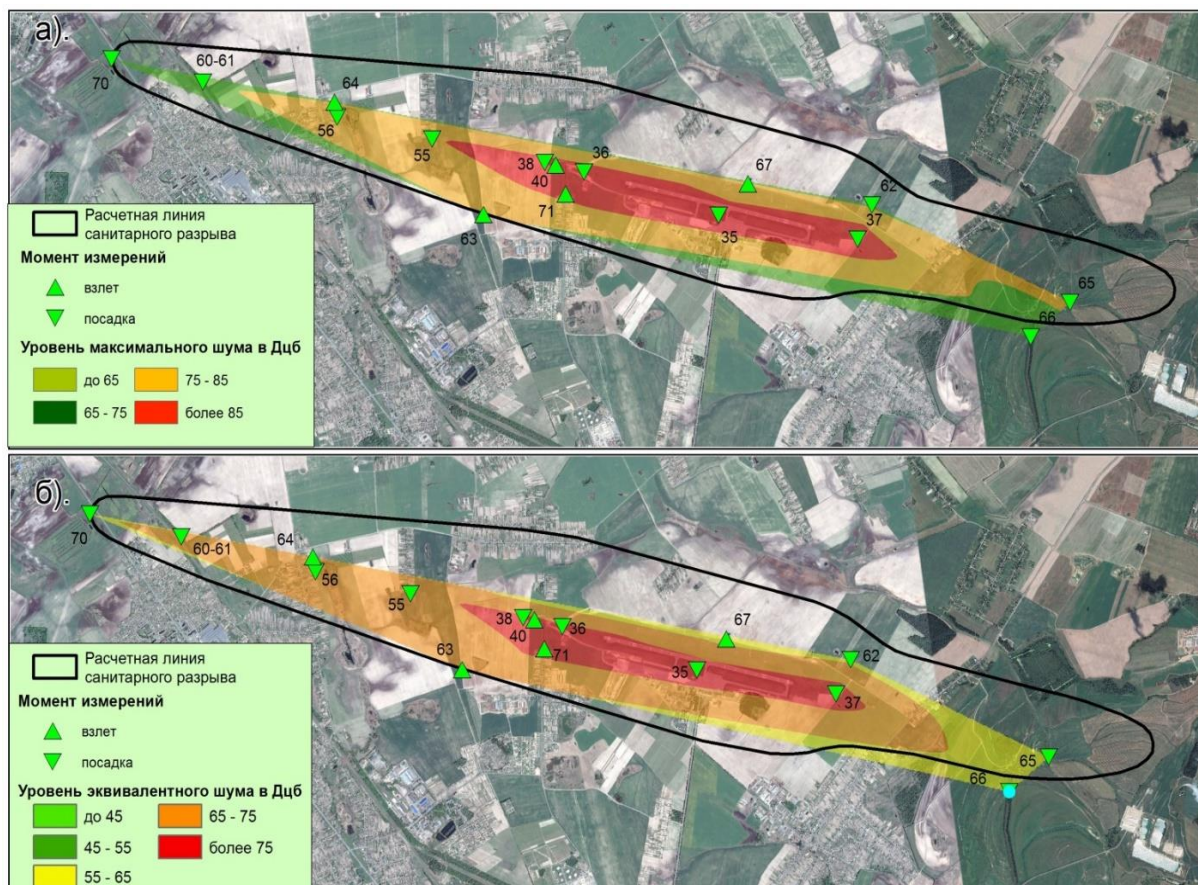 а).
70
60-61
64
56
55
38
40
36
71
63
67
62
35
37
65
66
Расчетная линия
санитарного разрыва
Момент измерений
взлет
посадка
Уровень максимального шума в Дцб
до 65
75 - 85
65 - 75
более 85
б).
70
60-61
64
56
55
38
40
36
71
63
67
62
35
37
65
66
Расчетная линия
санитарного разрыва
Момент измерений
взлет
посадка
Уровень эквивалентного шума в Дцб
до 45
65 - 75
45 - 55
более 75
55 - 65